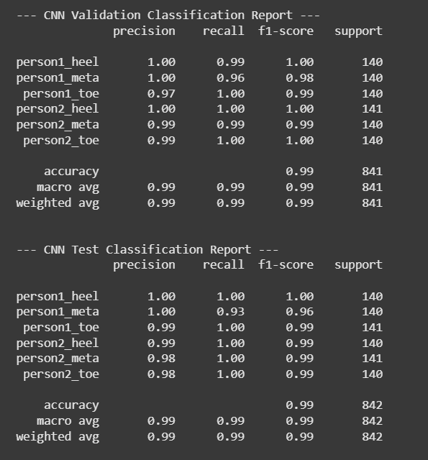 --- CNN Validation Classification Report ---
precision recall f1-score support
person1_heel 1.00 0.99 1.00 140
person1_meta 1.00 0.96 0.98 140
person1_toe 0.97 1.00 0.99 140
person2_heel 1.00 1.00 1.00 141
person2_meta 0.99 0.99 0.99 140
person2_toe 0.99 1.00 1.00 140
accuracy 0.99 841
macro avg 0.99 0.99 0.99 841
weighted avg 0.99 0.99 0.99 841
--- CNN Test Classification Report ---
precision recall f1-score support
person1_heel 1.00 1.00 1.00 140
person1_meta 1.00 0.93 0.96 140
person1_toe 0.99 1.00 0.99 141
person2_heel 0.99 1.00 0.99 140
person2_meta 0.98 1.00 0.99 141
person2_toe 0.98 1.00 0.99 140
accuracy 0.99 842
macro avg 0.99 0.99 0.99 842
weighted avg 0.99 0.99 0.99 842